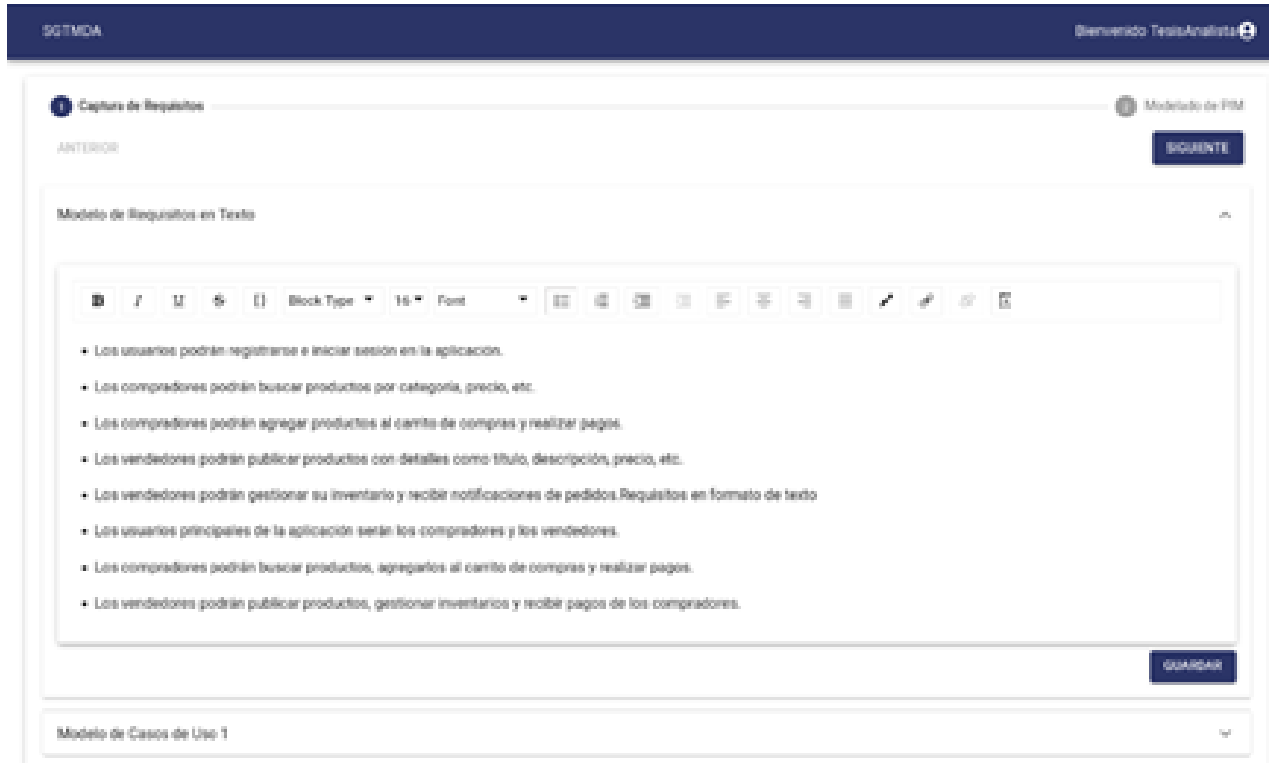 SGTMDA
Bienvenido TesisAnalista
1 Captura de Requisitos
2 Modelado de PIM
ANTERIOR
SIGUIENTE
Modelo de Requisitos en Texto
B I U S {} Block Type 16 Font
• Los usuarios podrán registrarse e iniciar sesión en la aplicación.
• Los compradores podrán buscar productos por categoría, precio, etc.
• Los compradores podrán agregar productos al carrito de compras y realizar pagos.
• Los vendedores podrán publicar productos con detalles como título, descripción, precio, etc.
• Los vendedores podrán gestionar su inventario y recibir notificaciones de pedidos.Requisitos en formato de texto
• Los usuarios principales de la aplicación serán los compradores y los vendedores.
• Los compradores podrán buscar productos, agregarlos al carrito de compras y realizar pagos.
• Los vendedores podrán publicar productos, gestionar inventarios y recibir pagos de los compradores.
GUARDAR
Modelo de Casos de Uso 1